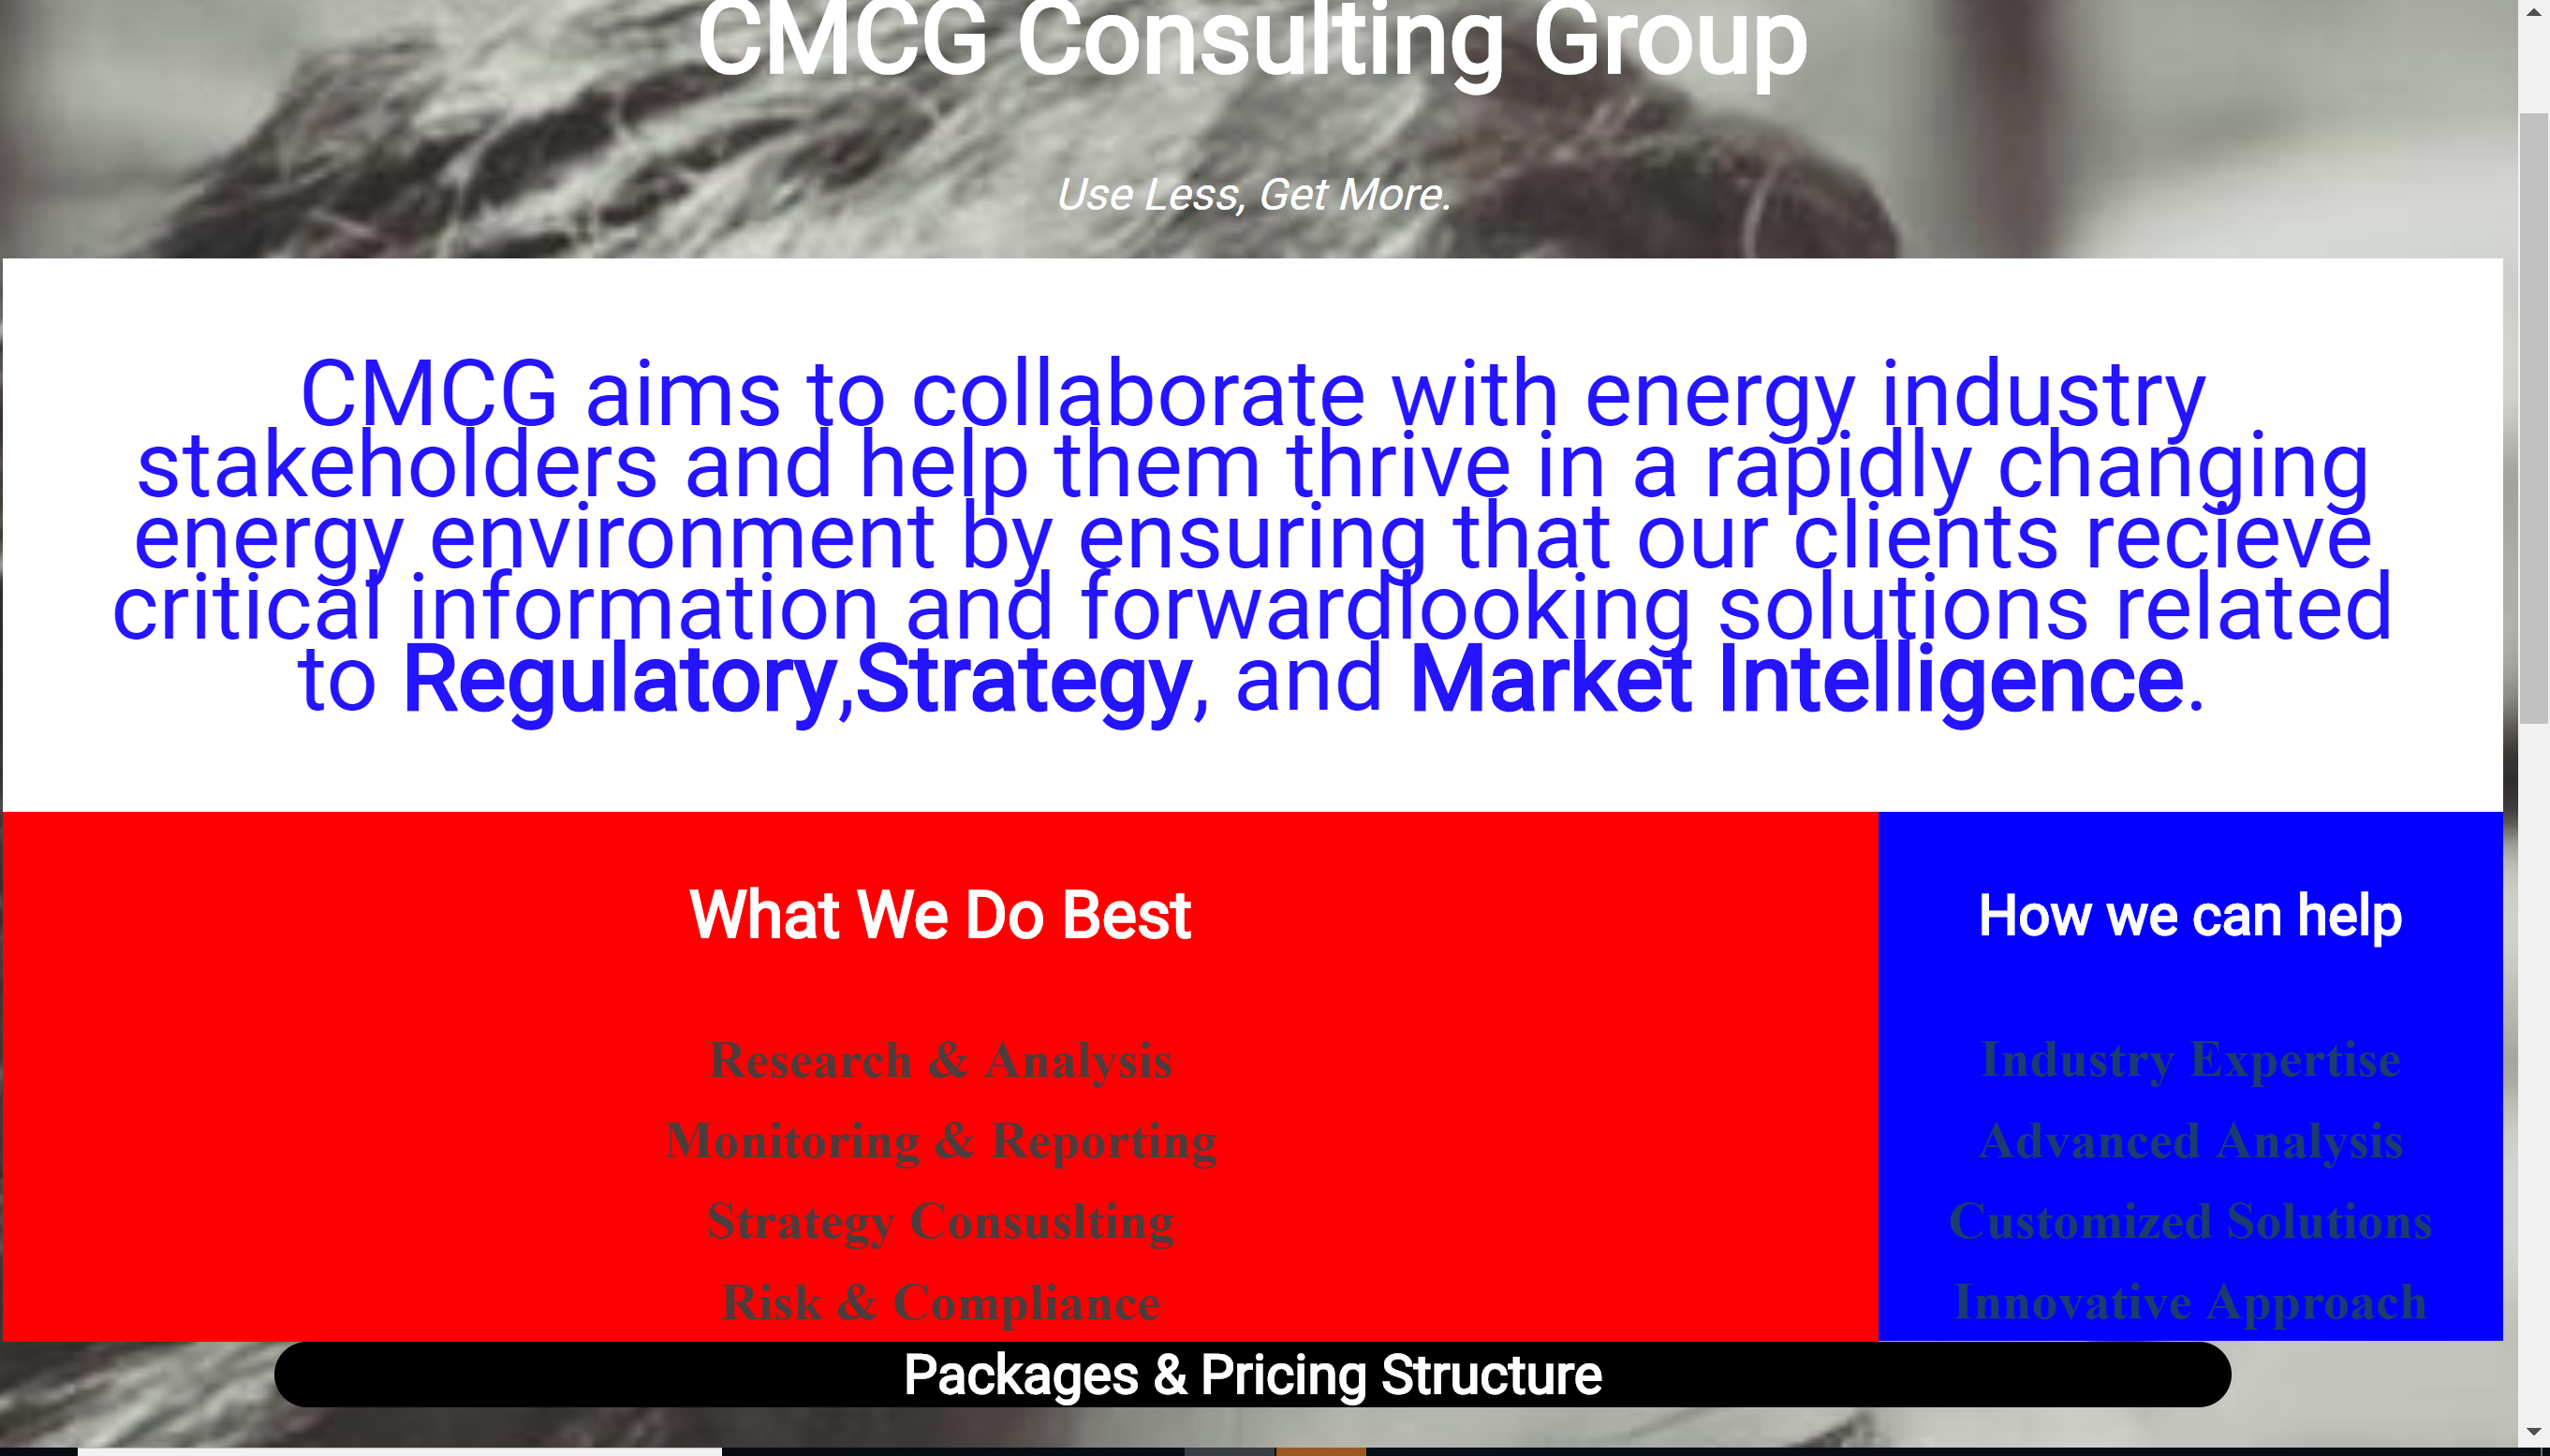 CMCG Consulting Group
Use Less, Get More.
CMCG aims to collaborate with energy industry
stakeholders and help them thrive in a rapidly changing
energy environment by ensuring that our clients recieve
critical information and forwardlooking solutions related
to Regulatory,Strategy, and Market Intelligence.
What We Do Best
Research & Analysis
Monitoring & Reporting
Strategy Consuslting
Risk & Compliance
How we can help
Industry Expertise
Advanced Analysis
Customized Solutions
Innovative Approach
Packages & Pricing Structure